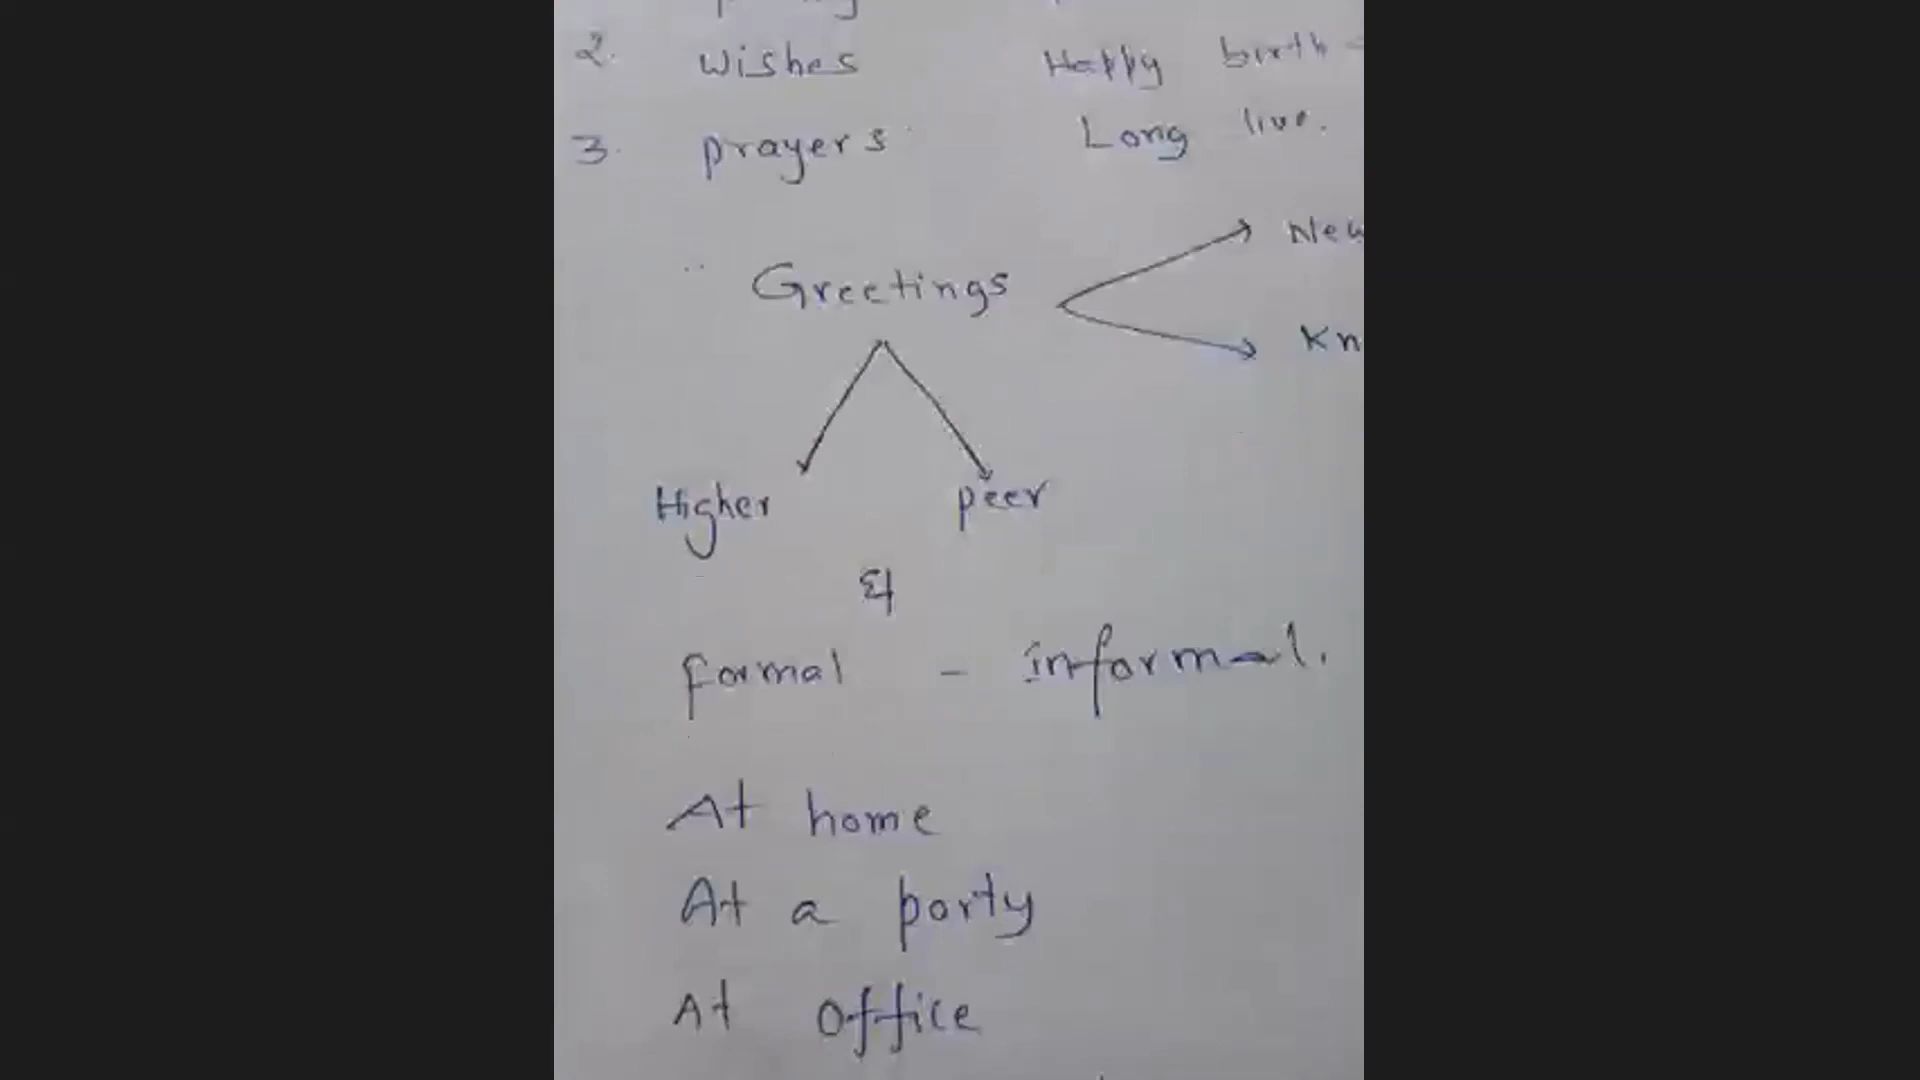 2. Wishes Happy birth-
3. prayers Long live.
Greetings New
Kn
Higher peer
&
formal - informal.
At home
At a party
At office